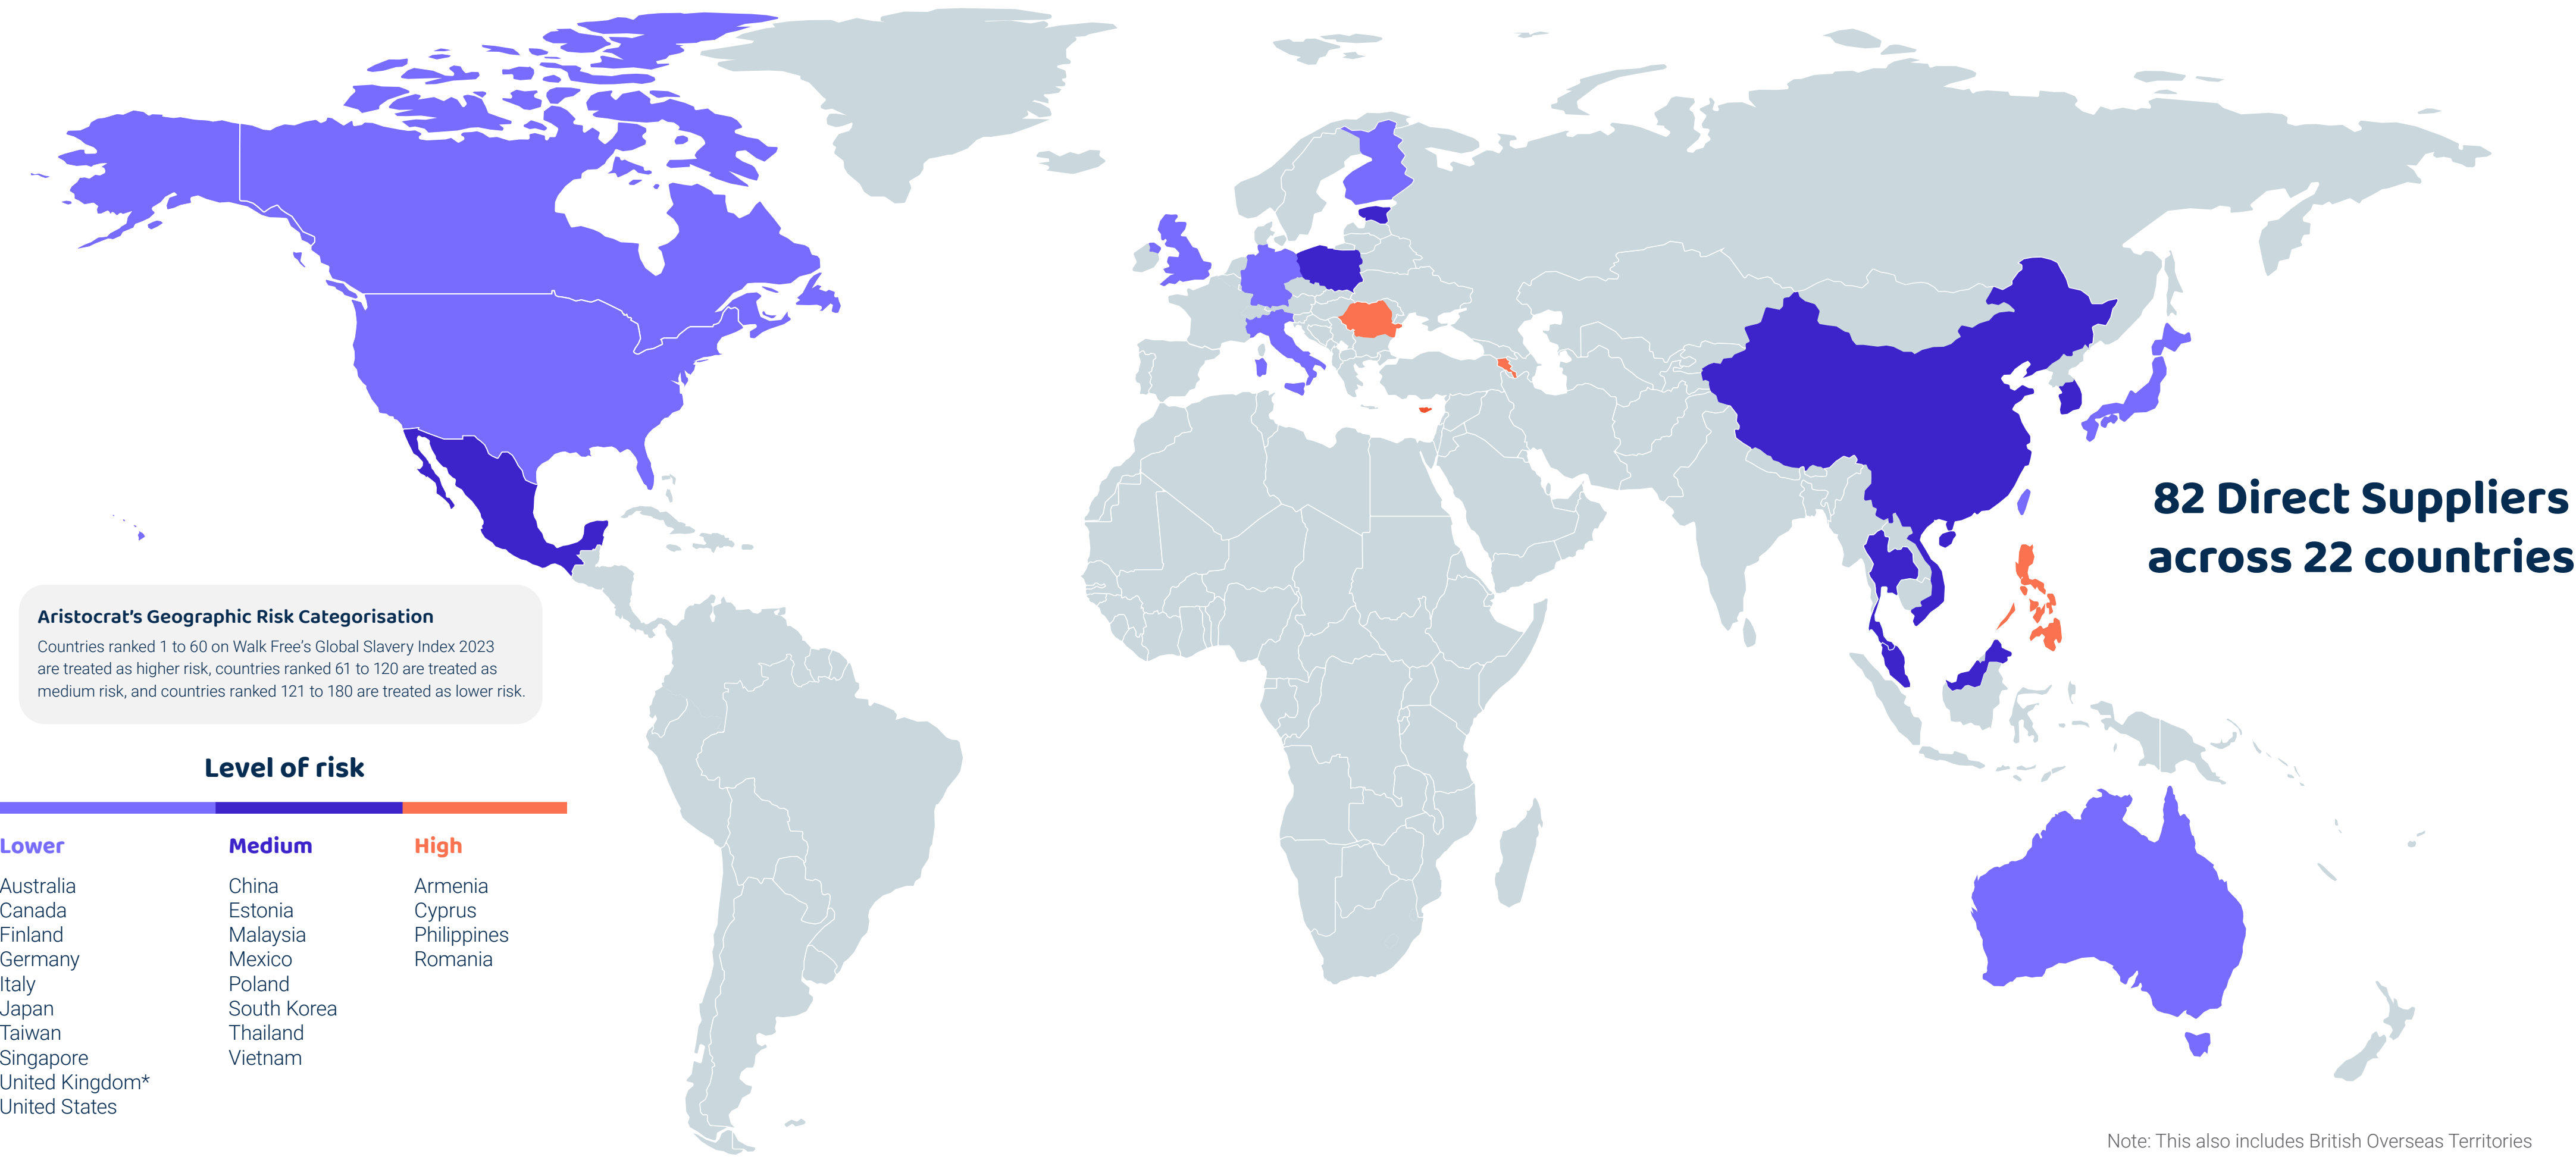 82 Direct Suppliers
across 22 countries
Aristocrat’s Geographic Risk Categorisation
Countries ranked 1 to 60 on Walk Free’s Global Slavery Index 2023
are treated as higher risk, countries ranked 61 to 120 are treated as
medium risk, and countries ranked 121 to 180 are treated as lower risk.
Level of risk
Lower
Australia
Canada
Finland
Germany
Italy
Japan
Taiwan
Singapore
United Kingdom*
United States
Medium
China
Estonia
Malaysia
Mexico
Poland
South Korea
Thailand
Vietnam
High
Armenia
Cyprus
Philippines
Romania
Note: This also includes British Overseas Territories